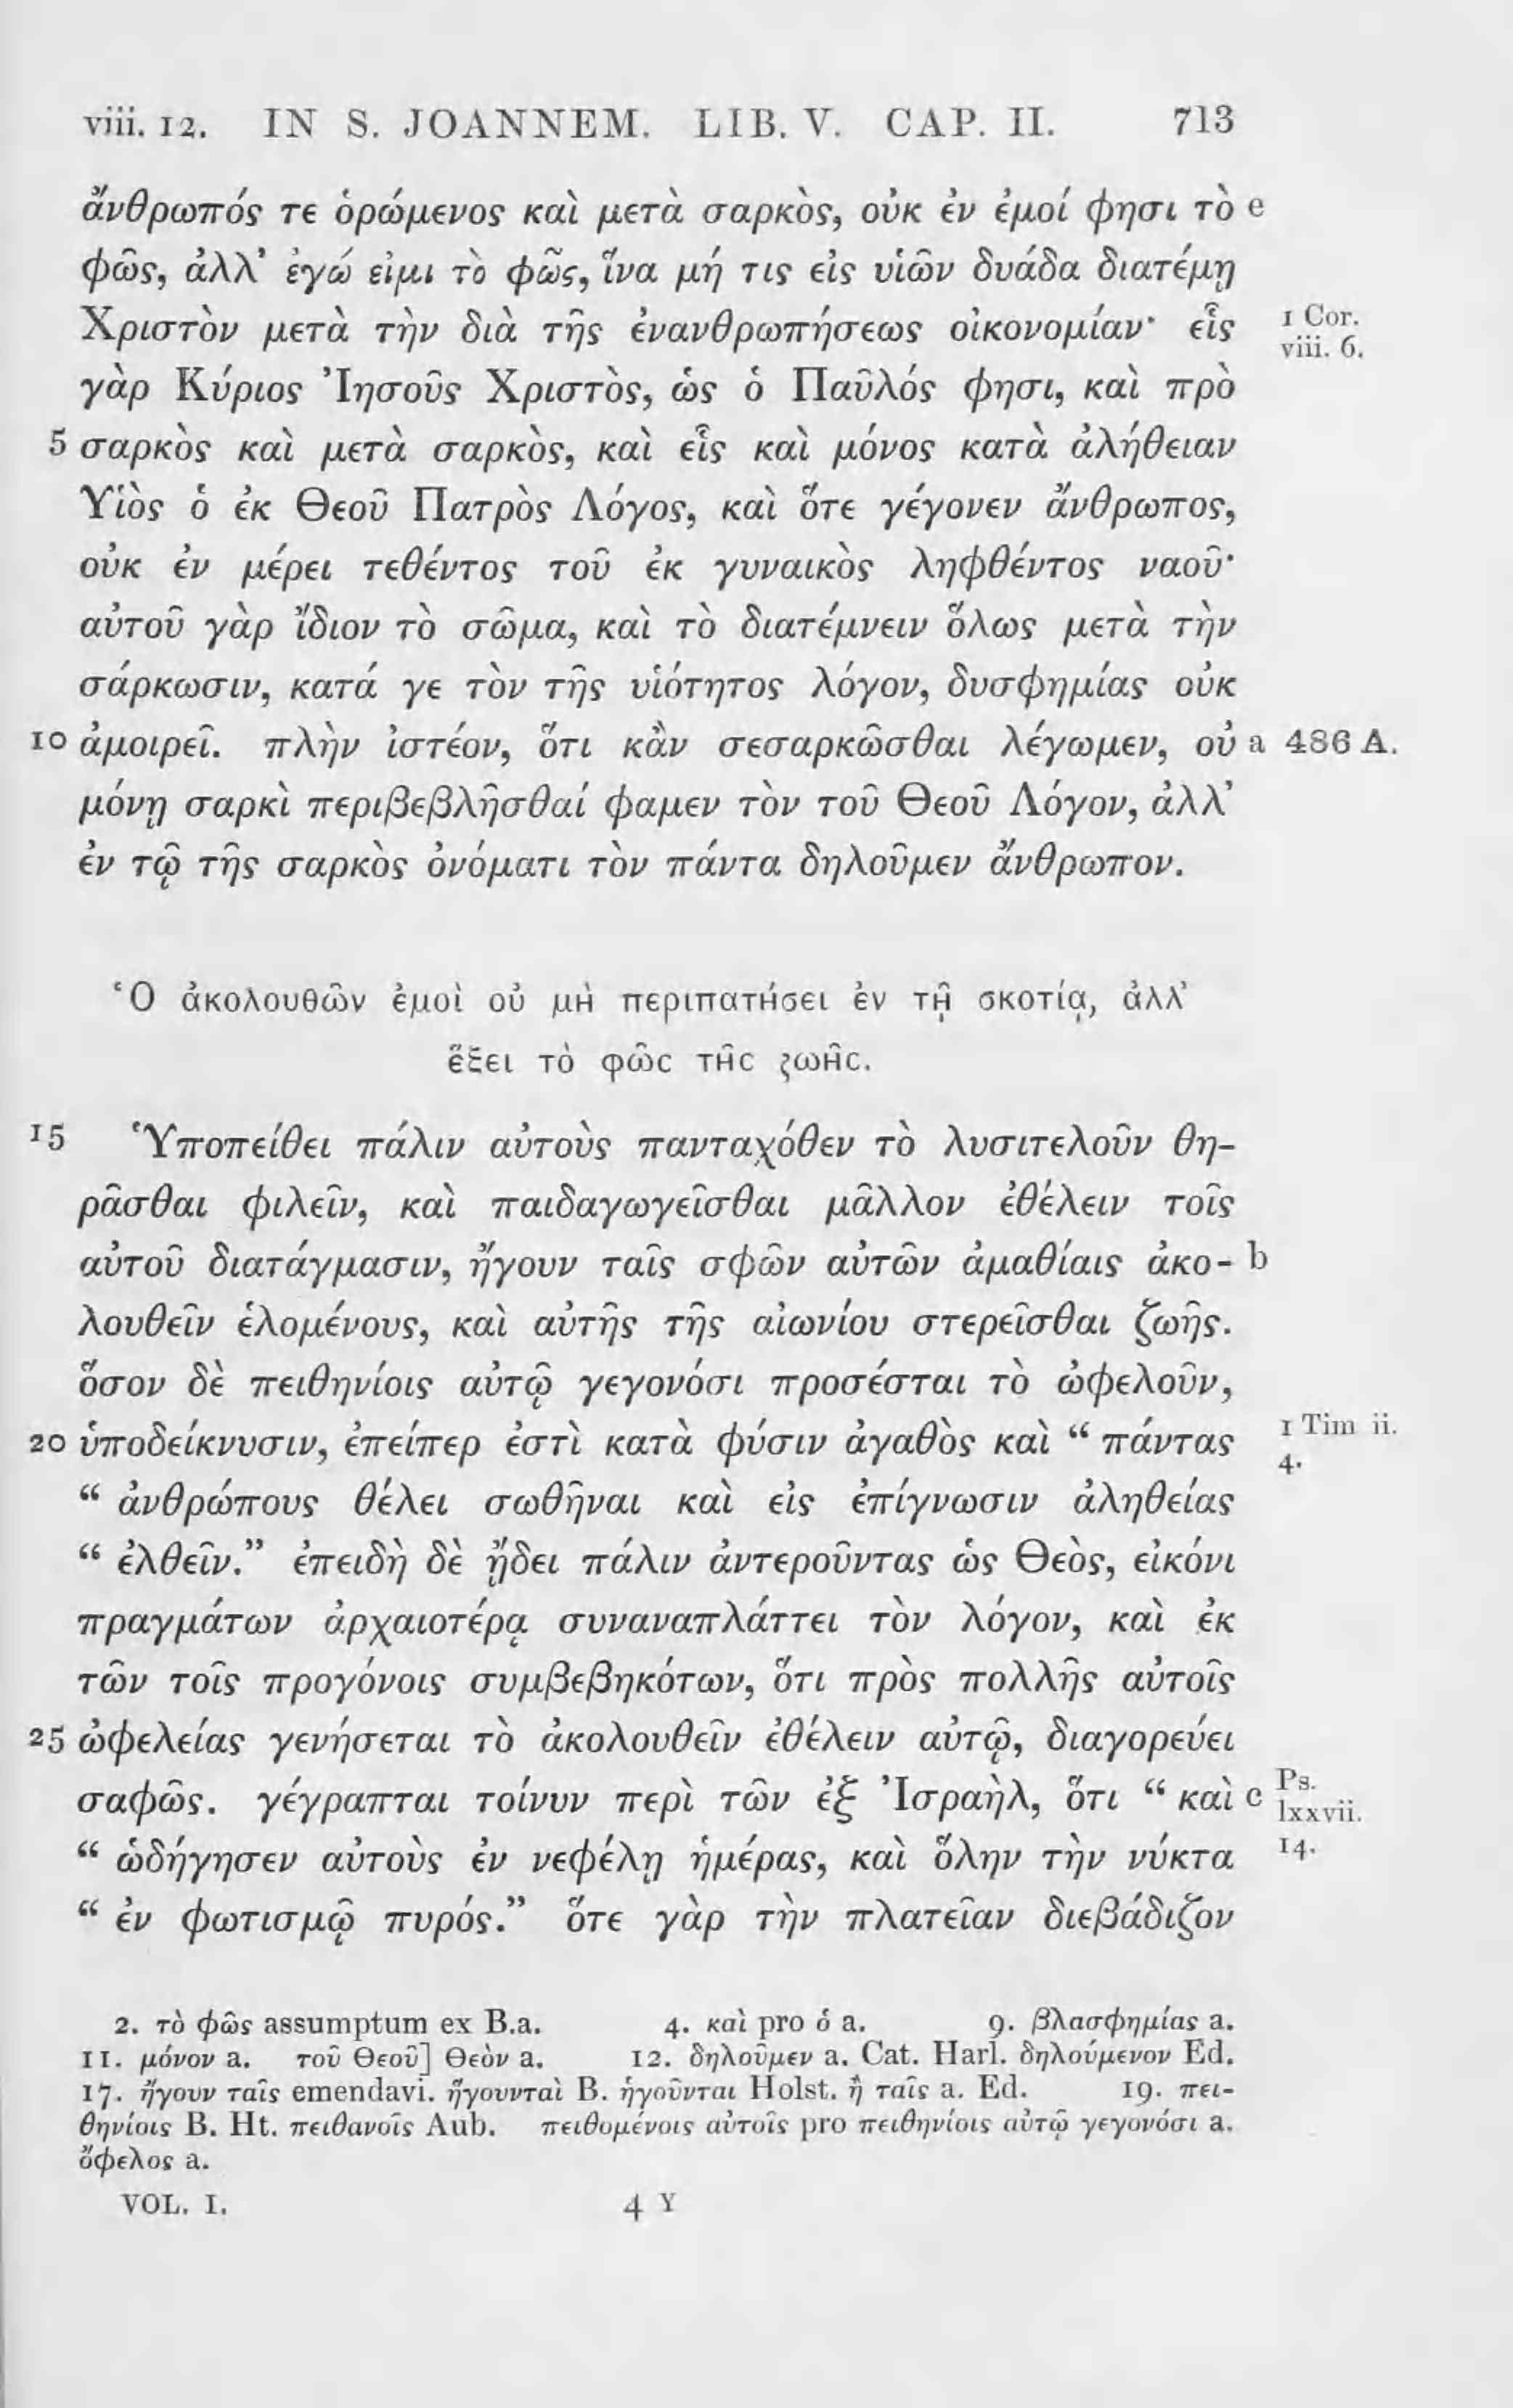 viii. 12. IN S. JOANNEM. LIB. V. CAP. II. 713
ἄνθρωπός τε ὁρώμενος καὶ μετὰ σαρκὸς, οὐκ ἐν ἐμοί φησι τὸ e
φῶς, ἀλλ’ ἐγώ εἰμι τὸ φῶς, ἵνα μή τις εἰς υἱῶν δυάδα διατέμῃ
Χριστὸν μετὰ τὴν διὰ τῆς ἐνανθρωπήσεως οἰκονομίαν· εἷς 1 Cor. viii. 6.
γὰρ Κύριος Ἰησοῦς Χριστὸς, ὡς ὁ Παῦλός φησι, καὶ πρὸ
5 σαρκὸς καὶ μετὰ σαρκὸς, καὶ εἷς καὶ μόνος κατὰ ἀλήθειαν
Υἱὸς ὁ ἐκ Θεοῦ Πατρὸς Λόγος, καὶ ὅτε γέγονεν ἄνθρωπος,
οὐκ ἐν μέρει τεθέντος τοῦ ἐκ γυναικὸς ληφθέντος ναοῦ·
αὐτοῦ γὰρ ἴδιον τὸ σῶμα, καὶ τὸ διατέμνειν ὅλως μετὰ τὴν
σάρκωσιν, κατά γε τὸν τῆς υἱότητος λόγον, δυσφημίας οὐκ
10 ἀμοιρεῖ. πλὴν ἰστέον, ὅτι κἂν σεσαρκῶσθαι λέγωμεν, οὐ a 486 A.
μόνῃ σαρκὶ περιβεβλῆσθαί φαμεν τὸν τοῦ Θεοῦ Λόγον, ἀλλ’
ἐν τῷ τῆς σαρκὸς ὀνόματι τὸν πάντα δηλοῦμεν ἄνθρωπον.
Ὁ ἀκολουθῶν ἐμοὶ οὐ μὴ περιπατήσει ἐν τῇ σκοτίᾳ, ἀλλ’
ἕξει τὸ φῶς τῆς ζωῆς.
15 Ὑποπείθει πάλιν αὐτοὺς πανταχόθεν τὸ λυσιτελοῦν θη-
ρᾶσθαι φιλεῖν, καὶ παιδαγωγεῖσθαι μᾶλλον ἐθέλειν τοῖς
αὐτοῦ διατάγμασιν, ἤγουν ταῖς σφῶν αὐτῶν ἀμαθίαις ἀκο- b
λουθεῖν ἑλομένους, καὶ αὐτῆς τῆς αἰωνίου στερεῖσθαι ζωῆς.
ὅσον δὲ πειθηνίοις αὐτῷ γεγονόσι προσέσται τὸ ὠφελοῦν,
20 ὑποδείκνυσιν, ἐπείπερ ἐστὶ κατὰ φύσιν ἀγαθὸς καὶ “ πάντας 1 Tim ii. 4.
“ ἀνθρώπους θέλει σωθῆναι καὶ εἰς ἐπίγνωσιν ἀληθείας
“ ἐλθεῖν.” ἐπειδὴ δὲ ᾔδει πάλιν ἀντεροῦντας ὡς Θεὸς, εἰκόνι
πραγμάτων ἀρχαιοτέρᾳ συναναπλάττει τὸν λόγον, καὶ ἐκ
τῶν τοῖς προγόνοις συμβεβηκότων, ὅτι πρὸς πολλῆς αὐτοῖς
25 ὠφελείας γενήσεται τὸ ἀκολουθεῖν ἐθέλειν αὐτῷ, διαγορεύει
σαφῶς. γέγραπται τοίνυν περὶ τῶν ἐξ Ἰσραὴλ, ὅτι “ καὶ c Ps. lxxvii.
“ ὡδήγησεν αὐτοὺς ἐν νεφέλῃ ἡμέρας, καὶ ὅλην τὴν νύκτα 14.
“ ἐν φωτισμῷ πυρός.” ὅτε γὰρ τὴν πλατεῖαν διεβάδιζον
2. τὸ φῶς assumptum ex B.a. 4. καὶ pro ὁ a. 9. βλασφημίας a.
11. μόνον a. τοῦ Θεοῦ] Θεὸν a. 12. δηλοῦμεν a. Cat. Harl. δηλούμενον Ed.
17. ἤγουν ταῖς emendavi. ἤγουνταὶ B. ἡγοῦνται Holst. ἢ ταῖς a. Ed. 19. πει-
θηνίοις B. Ht. πειθανοῖς Aub. πειθομένοις αὐτοῖς pro πειθηνίοις αὐτῷ γεγονόσι a.
ὄφελος a.
VOL. I. 4 Y